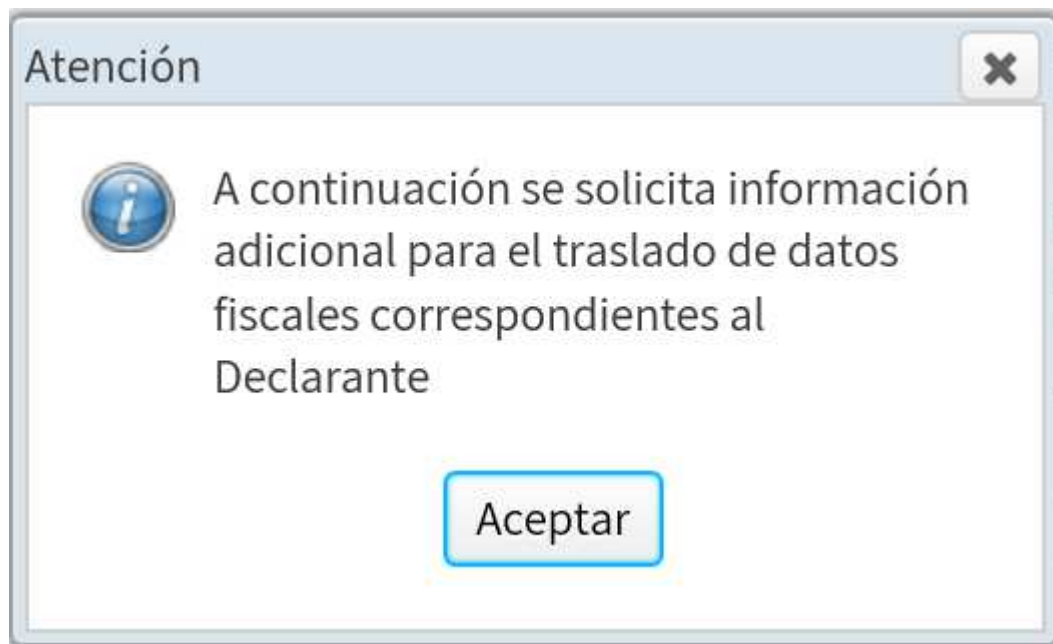 Atención
A continuación se solicita información
adicional para el traslado de datos
fiscales correspondientes al
Declarante
Aceptar